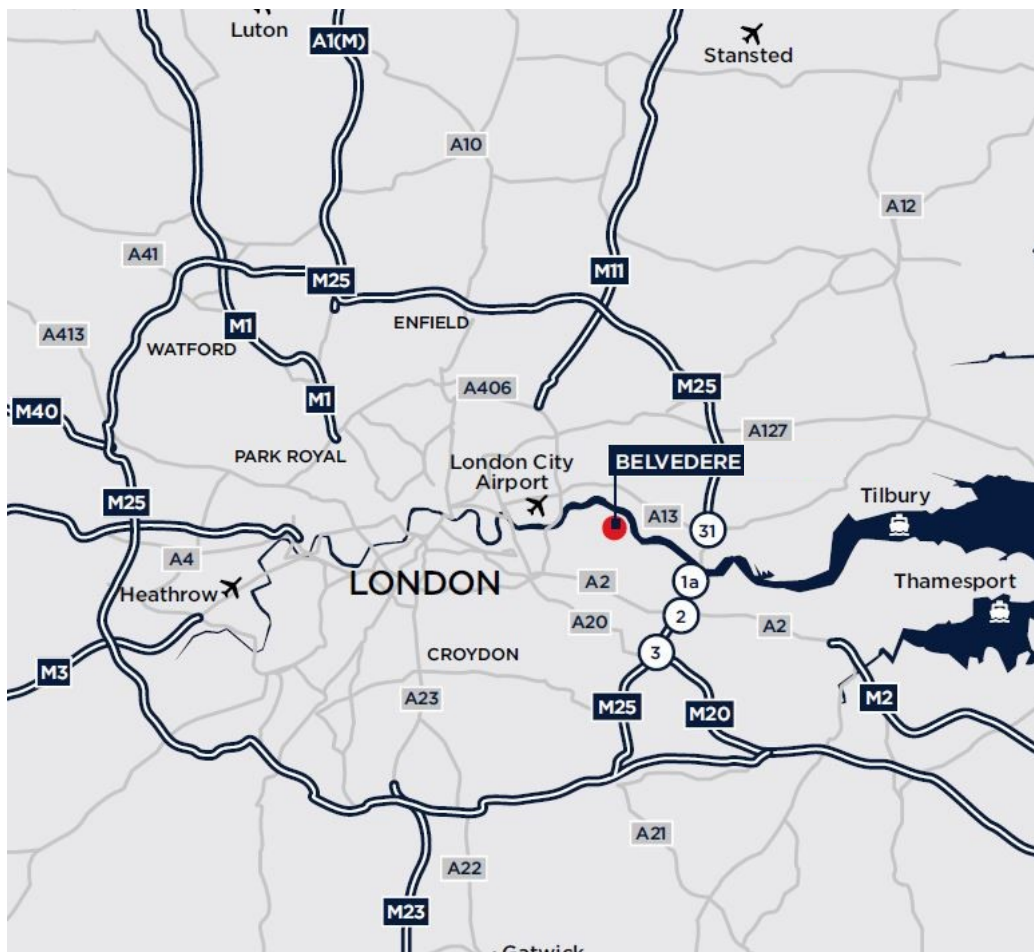 Luton
A1(M)
Stansted
A10
A12
A41
M25
M11
M1
ENFIELD
A413
WATFORD
M1
A406
M25
M40
A127
PARK ROYAL
London City
Airport
BELVEDERE
M25
Tilbury
A13
31
A4
LONDON
A2
1a
Thamesport
Heathrow
A20
2
A2
CROYDON
3
M3
A23
M25
M20
M2
A21
A22
M23
Gatwick